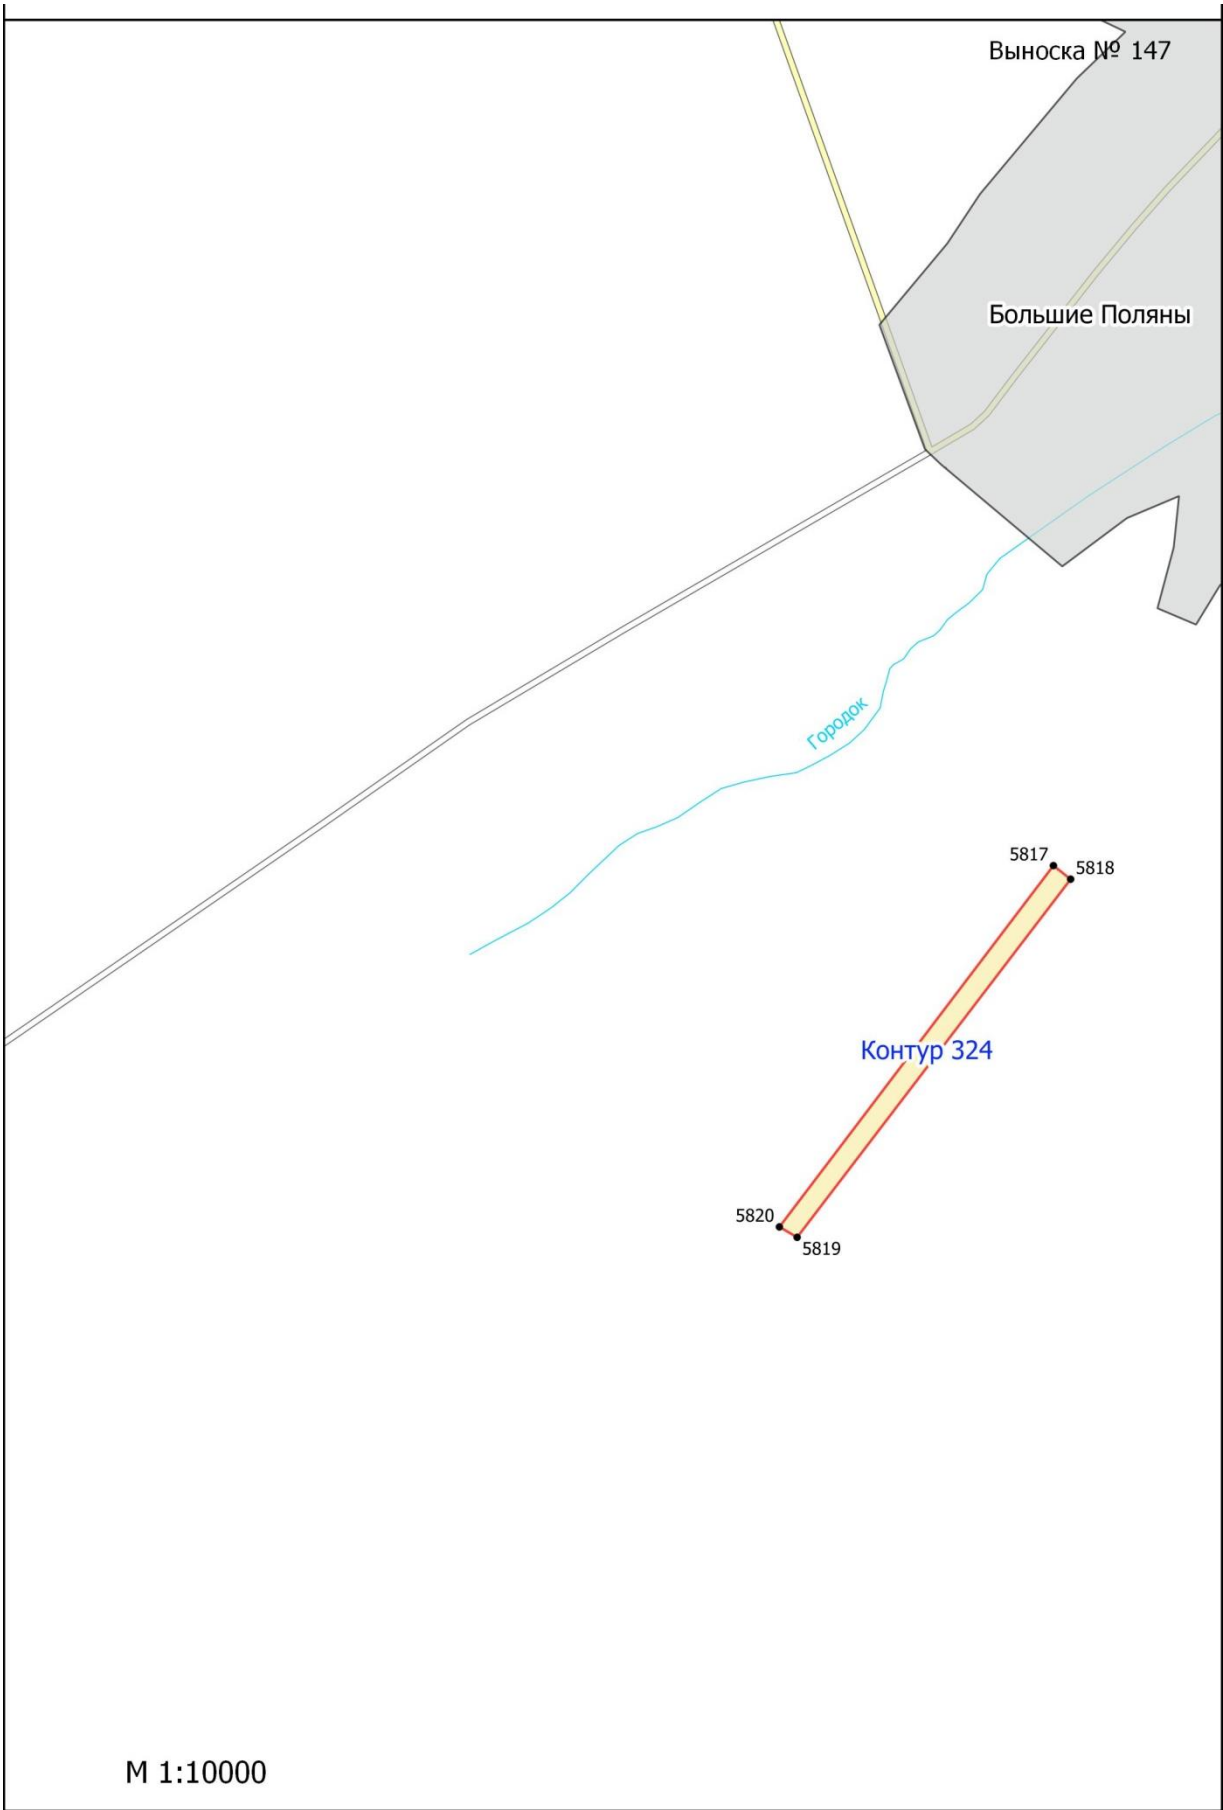 Выноска № 147
Большие Поляны
Городок
5817
5818
Контур 324
5820
5819
М 1:10000